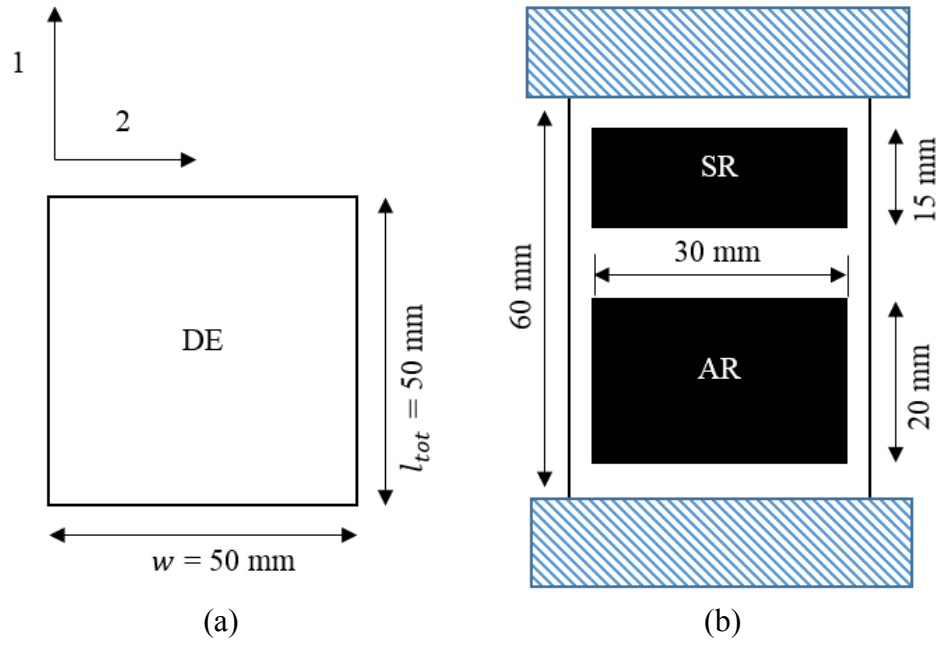 1
2
DE
l_tot = 50 mm
w = 50 mm
(a)
SR
15 mm
30 mm
60 mm
AR
20 mm
(b)